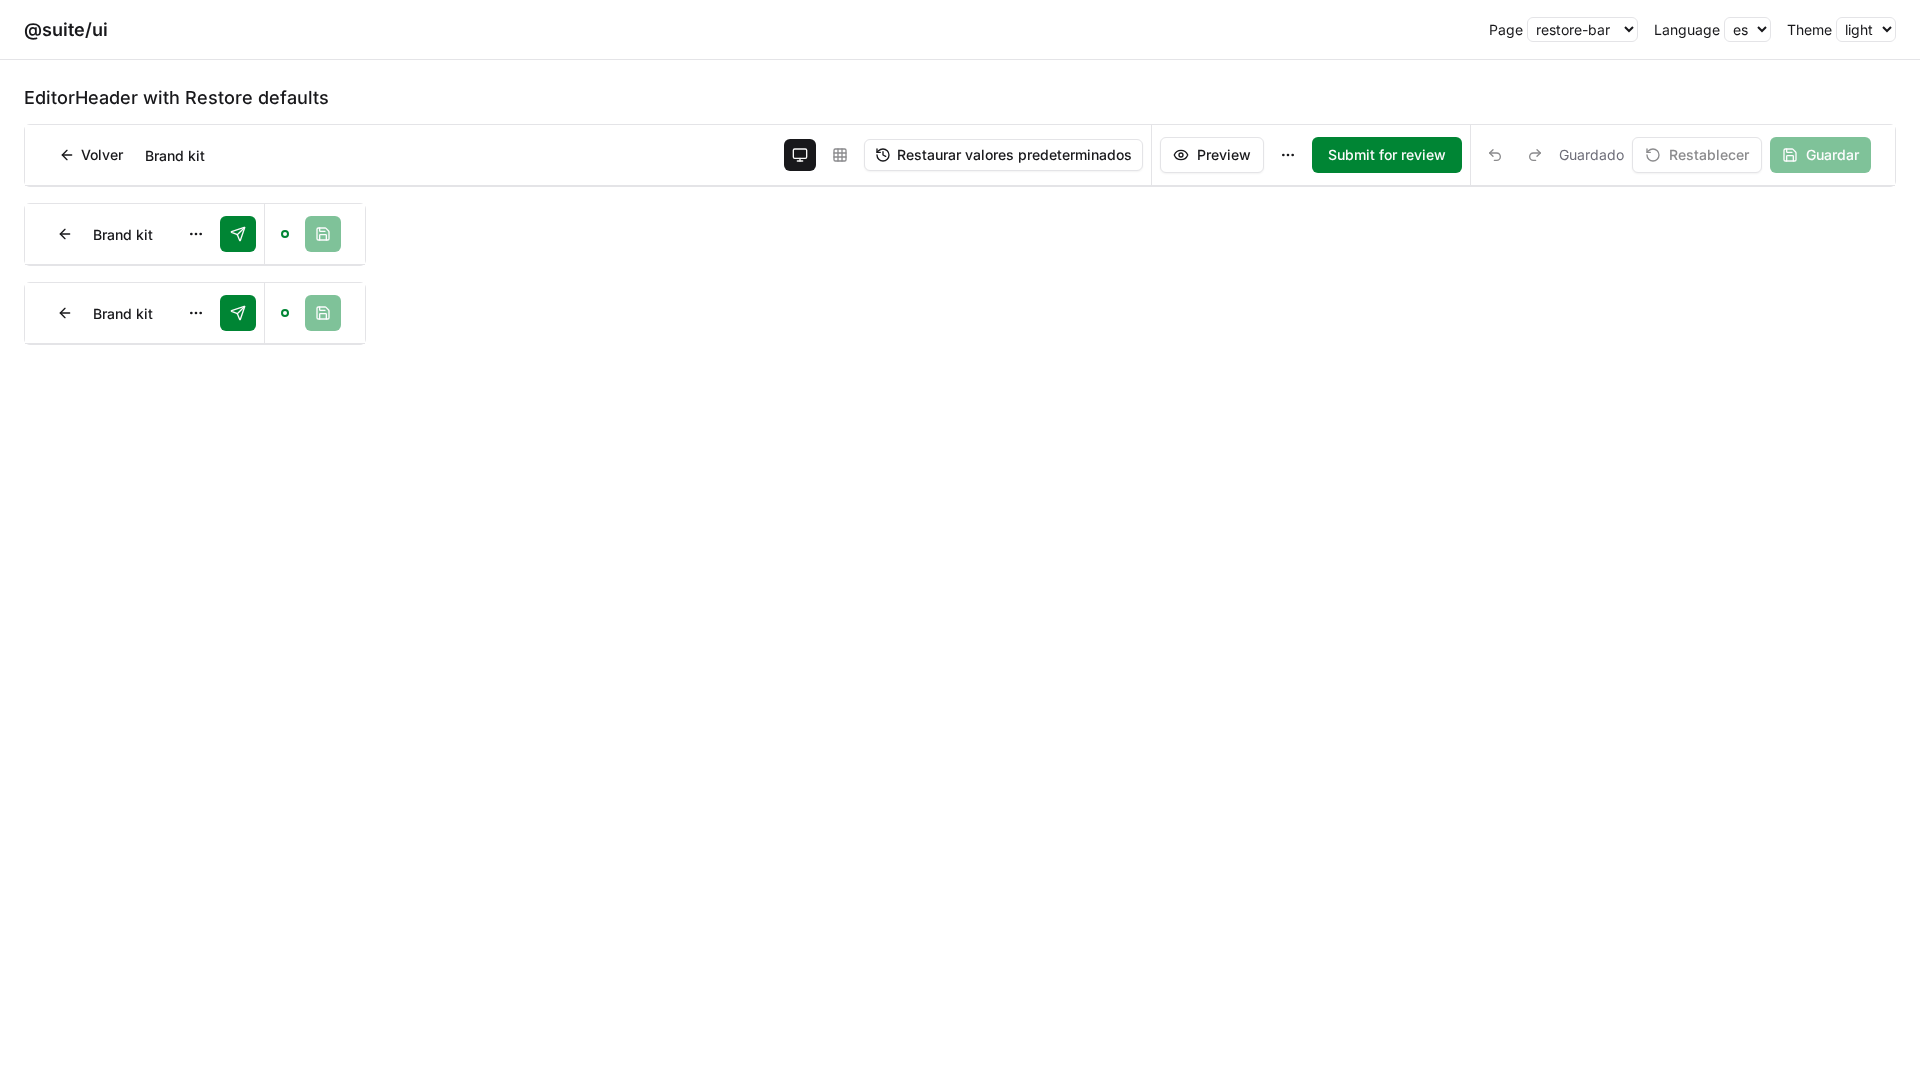 @suite/ui Page restore-bar Language es Theme light
EditorHeader with Restore defaults
Volver Brand kit Restaurar valores predeterminados Preview Submit for review Guardado Restablecer Guardar
Brand kit
Brand kit